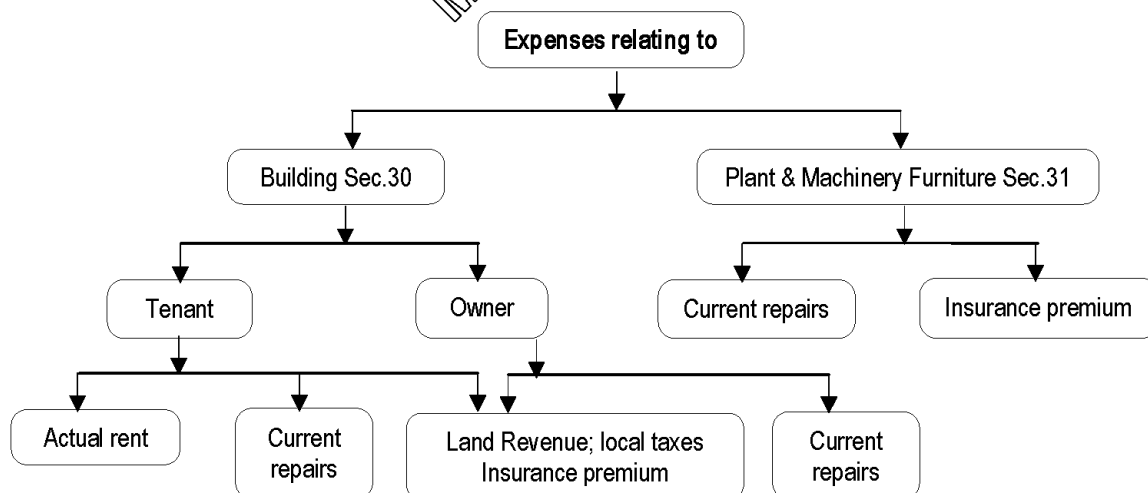 Expenses relating to
Building Sec.30
Plant & Machinery Furniture Sec.31
Tenant
Owner
Current repairs
Insurance premium
Actual rent
Current
repairs
Land Revenue; local taxes
Insurance premium
Current
repairs